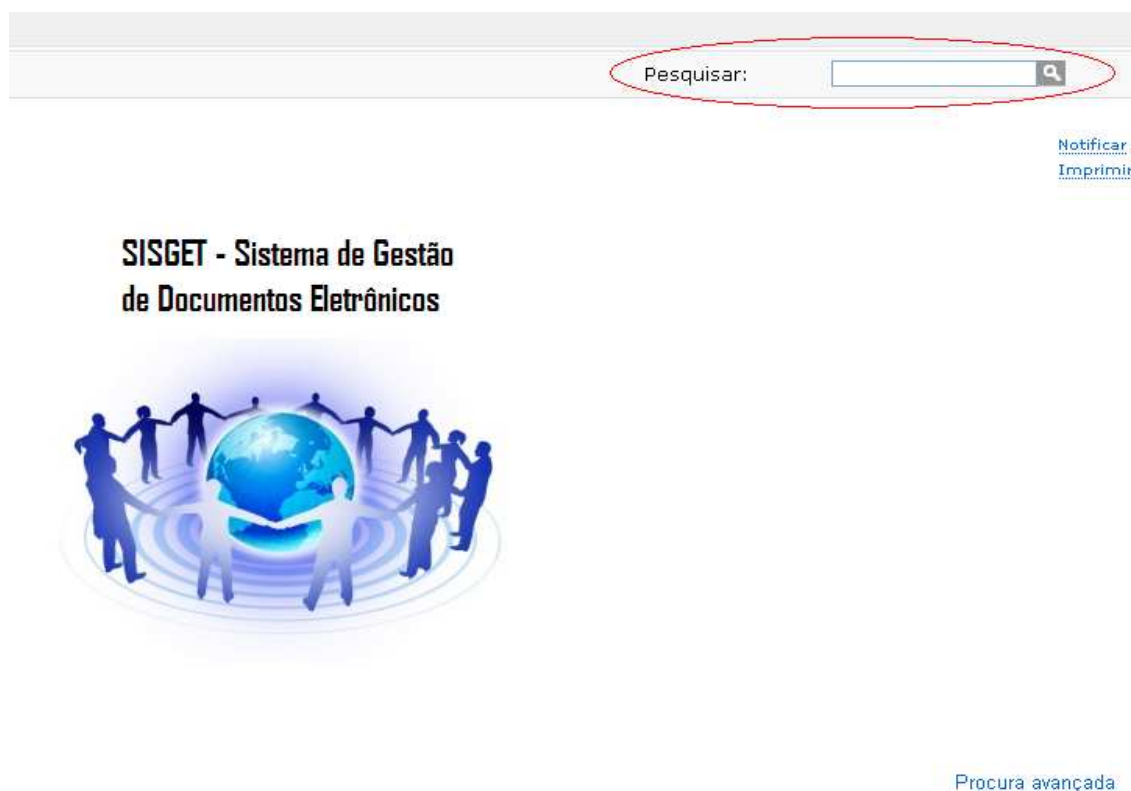 Pesquisar:
Notificar
Imprimir
SISGET - Sistema de Gestão
de Documentos Eletrônicos
Procura avançada